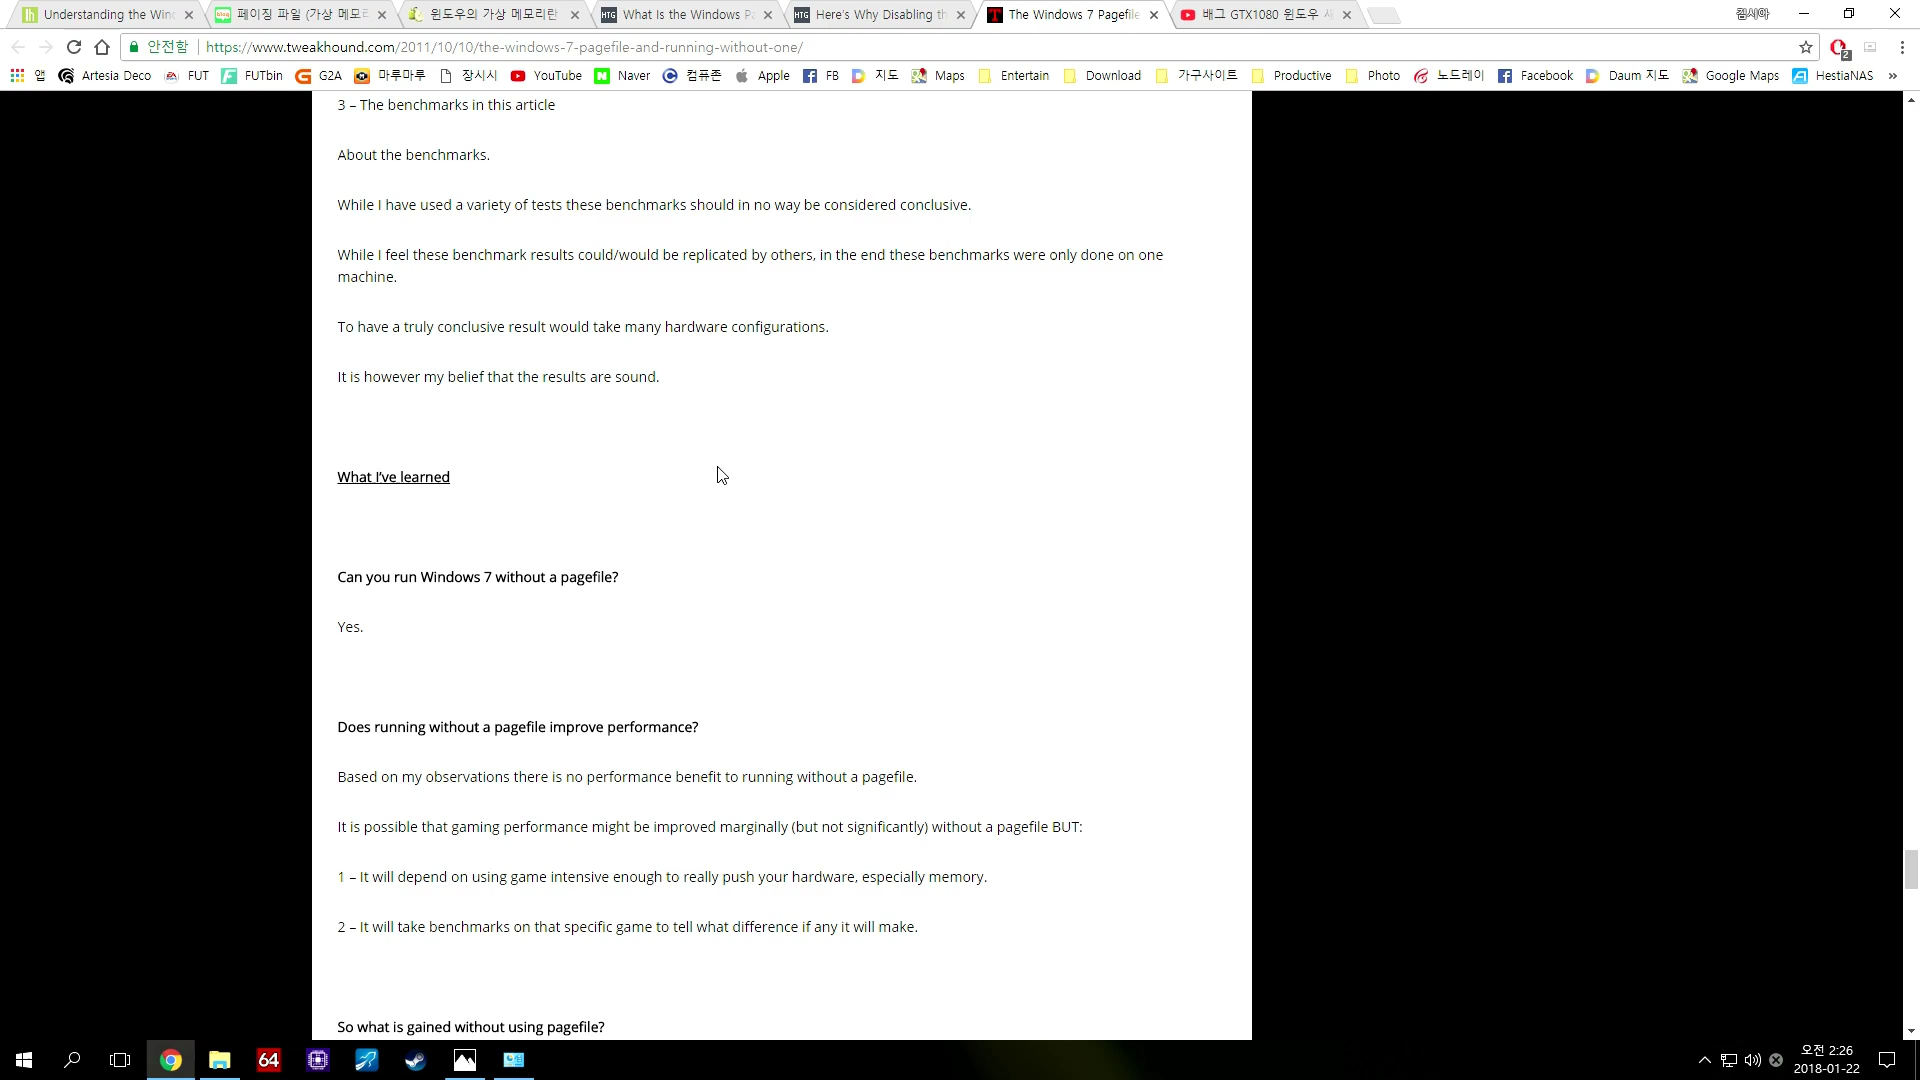 Understanding the Winc
페이징 파일 (가상 메모리
윈도우의 가상 메모리란
HTG What Is the Windows P
HTG Here's Why Disabling th
The Windows 7 Pagefile
배그 GTX1080 윈도우
안전함 https://www.tweakhound.com/2011/10/10/the-windows-7-pagefile-and-running-without-one/
2
앱 Artesia Deco FUT FUTbin G2A 마루마루 장시시 YouTube Naver 컴퓨존 Apple FB 지도 Maps Entertain Download 가구사이트 Productive Photo 노드레이 Facebook Daum 지도 Google Maps HestiaNAS »
3 – The benchmarks in this article
About the benchmarks.
While I have used a variety of tests these benchmarks should in no way be considered conclusive.
While I feel these benchmark results could/would be replicated by others, in the end these benchmarks were only done on one
machine.
To have a truly conclusive result would take many hardware configurations.
It is however my belief that the results are sound.
What I've learned
Can you run Windows 7 without a pagefile?
Yes.
Does running without a pagefile improve performance?
Based on my observations there is no performance benefit to running without a pagefile.
It is possible that gaming performance might be improved marginally (but not significantly) without a pagefile BUT:
1 – It will depend on using game intensive enough to really push your hardware, especially memory.
2 – It will take benchmarks on that specific game to tell what difference if any it will make.
So what is gained without using pagefile?
64
오전 2:26
2018-01-22